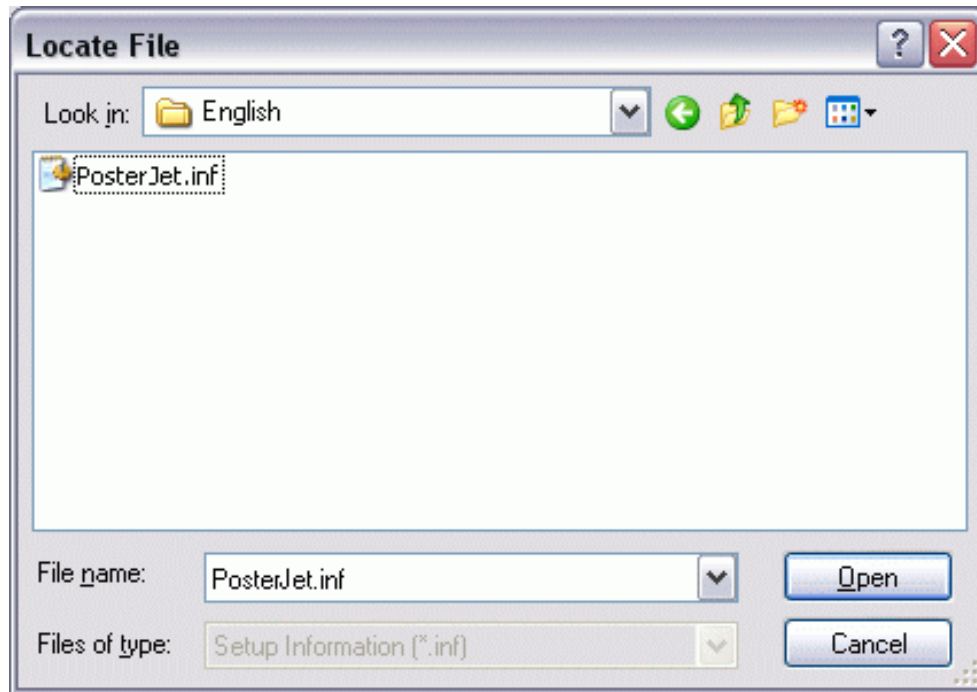 Locate File
Look in: English
PosterJet.inf
File name: PosterJet.inf Open
Files of type: Setup Information (*.inf) Cancel